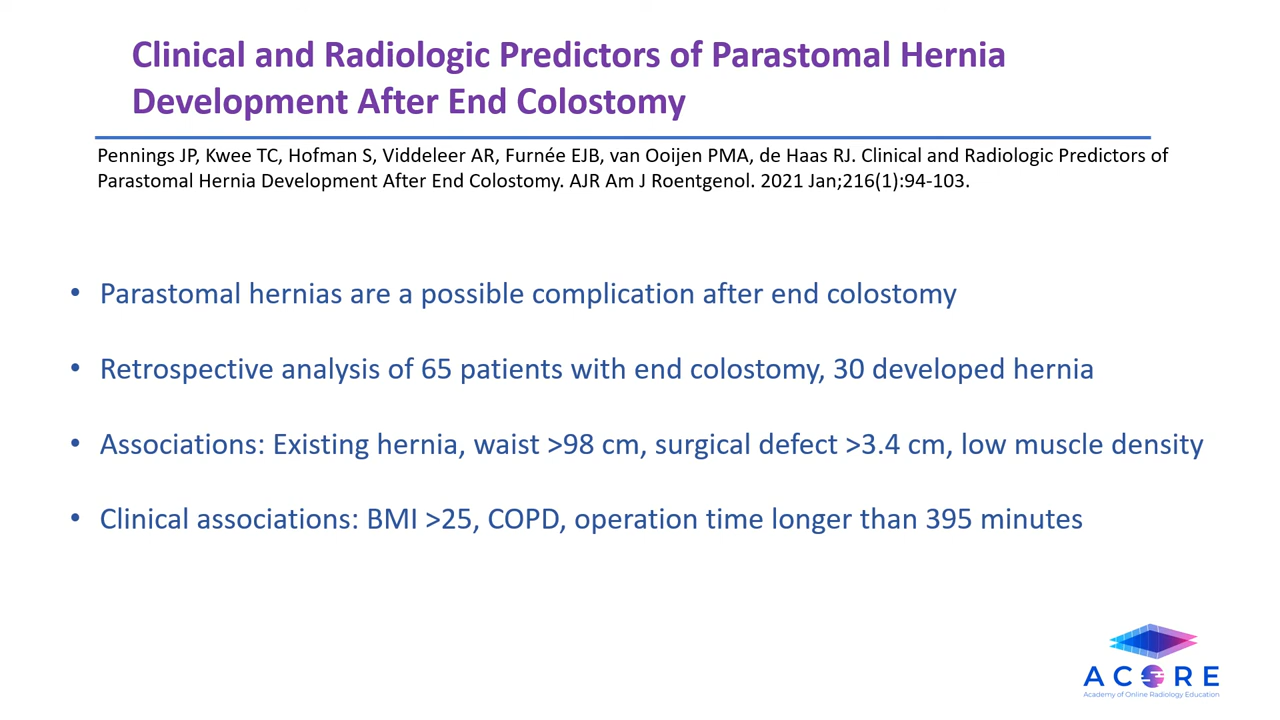 Clinical and Radiologic Predictors of Parastomal Hernia
Development After End Colostomy
Pennings JP, Kwee TC, Hofman S, Viddeleer AR, Furnée EJB, van Ooijen PMA, de Haas RJ. Clinical and Radiologic Predictors of
Parastomal Hernia Development After End Colostomy. AJR Am J Roentgenol. 2021 Jan;216(1):94-103.
• Parastomal hernias are a possible complication after end colostomy
• Retrospective analysis of 65 patients with end colostomy, 30 developed hernia
• Associations: Existing hernia, waist >98 cm, surgical defect >3.4 cm, low muscle density
• Clinical associations: BMI >25, COPD, operation time longer than 395 minutes
ACORE
Academy of Online Radiology Education